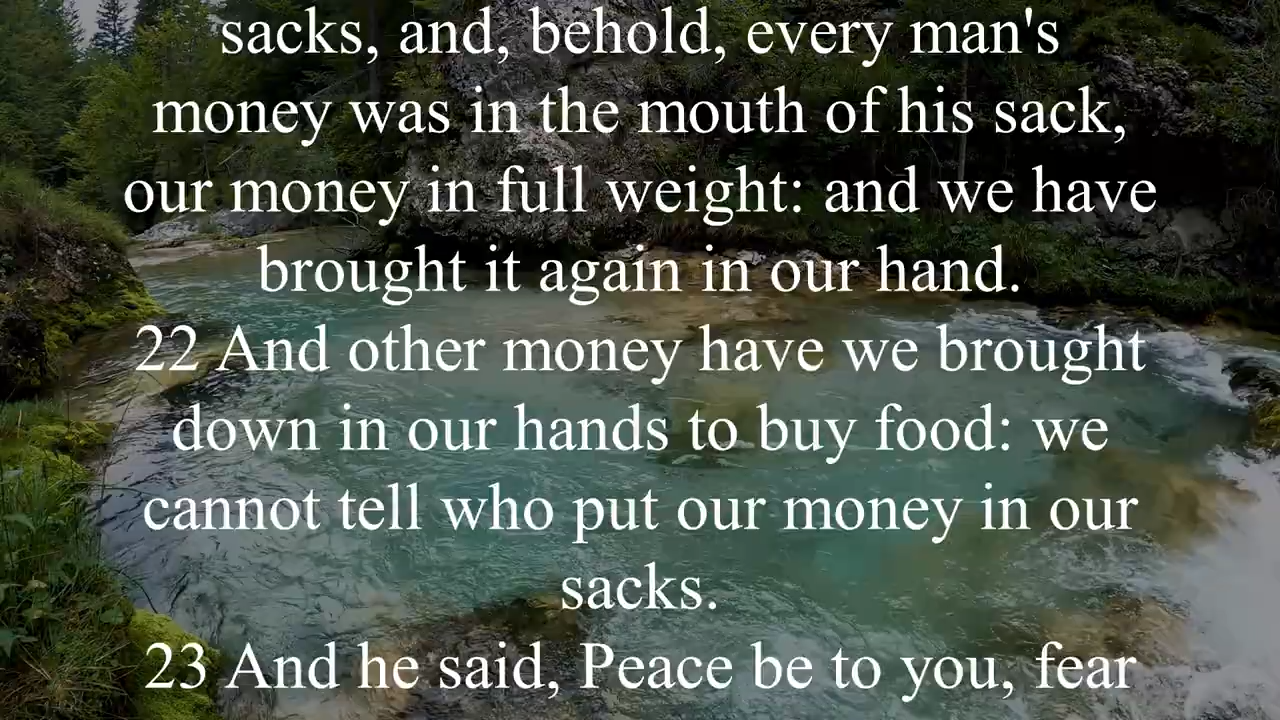 sacks, and, behold, every man's
money was in the mouth of his sack,
our money in full weight: and we have
brought it again in our hand.
22 And other money have we brought
down in our hands to buy food: we
cannot tell who put our money in our
sacks.
23 And he said, Peace be to you, fear